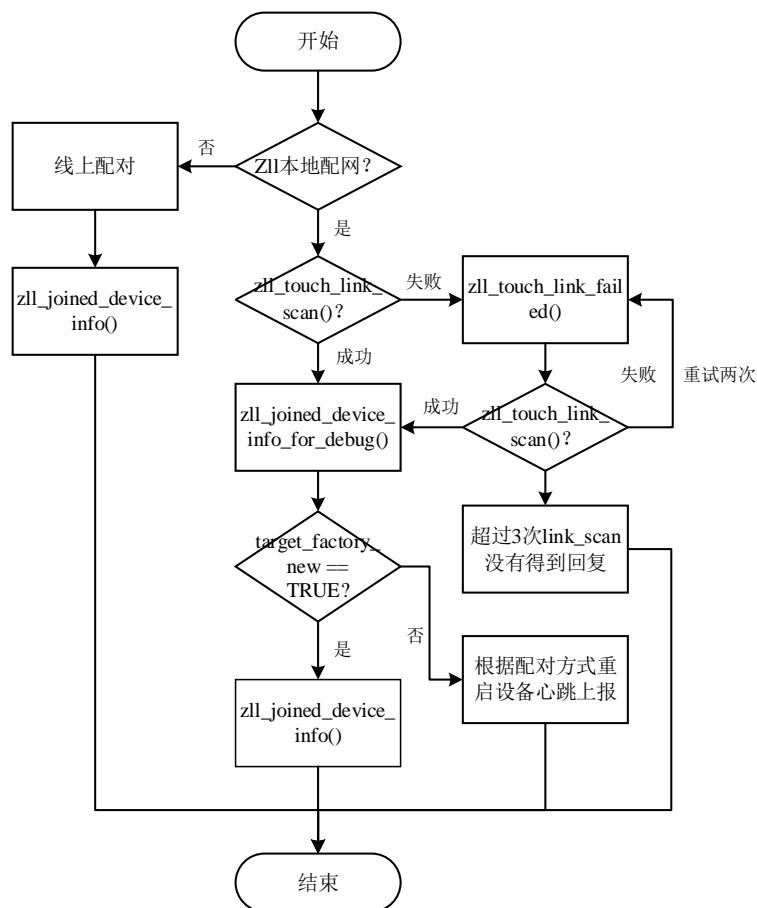 开始
Zll本地配网?
否
线上配对
是
zll_joined_device_
info()
zll_touch_link_
scan()?
失败
zll_touch_link_fail
ed()
成功
失败
重试两次
zll_joined_device_
info_for_debug()
成功
zll_touch_link_
scan()?
target_factory_
new ==
TRUE?
超过3次link_scan
没有得到回复
否
是
根据配对方式重
启设备心跳上报
zll_joined_device_
info()
结束